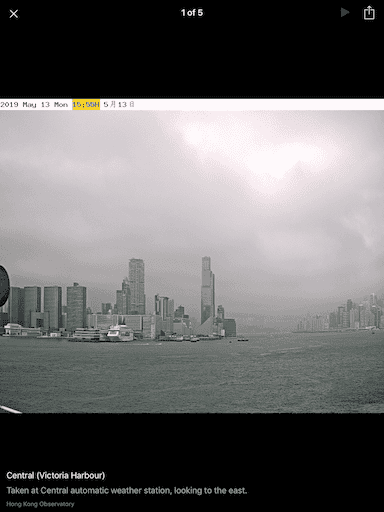 1 of 5
2019 May 13 Mon 15:55H 5月13日
Central (Victoria Harbour)
Taken at Central automatic weather station, looking to the east.
Hong Kong Observatory